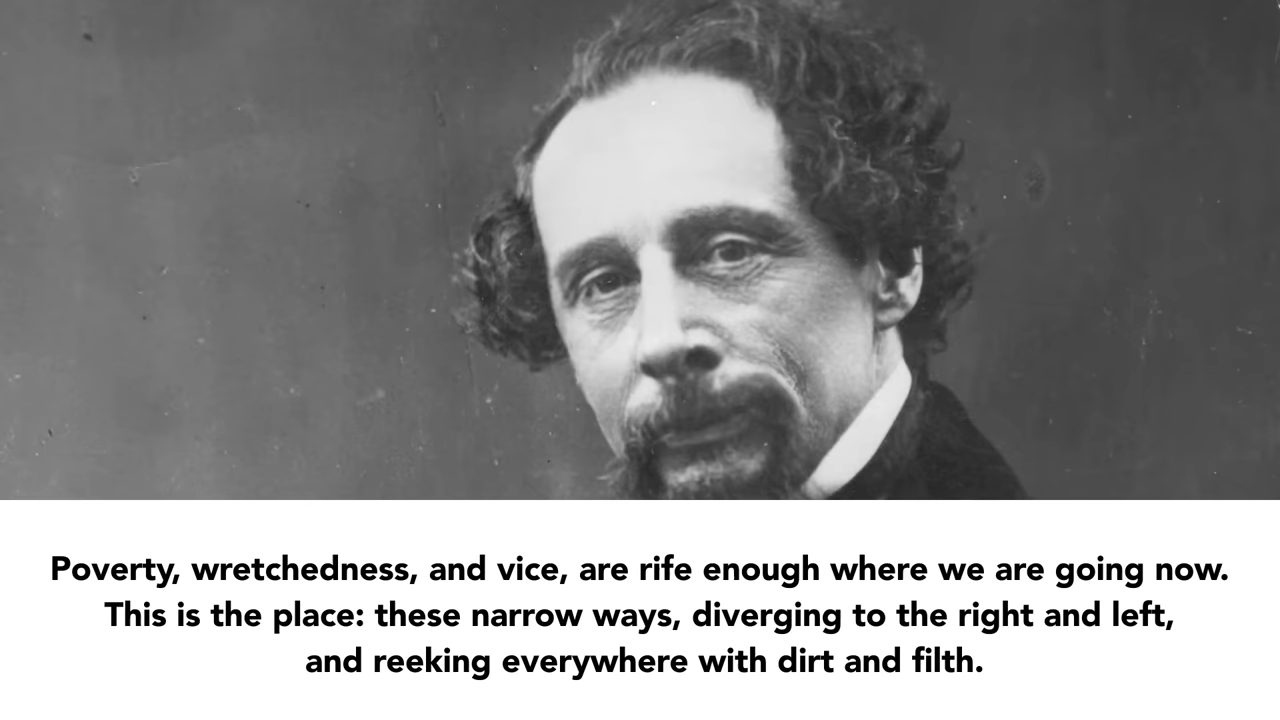 Poverty, wretchedness, and vice, are rife enough where we are going now.
This is the place: these narrow ways, diverging to the right and left,
and reeking everywhere with dirt and filth.